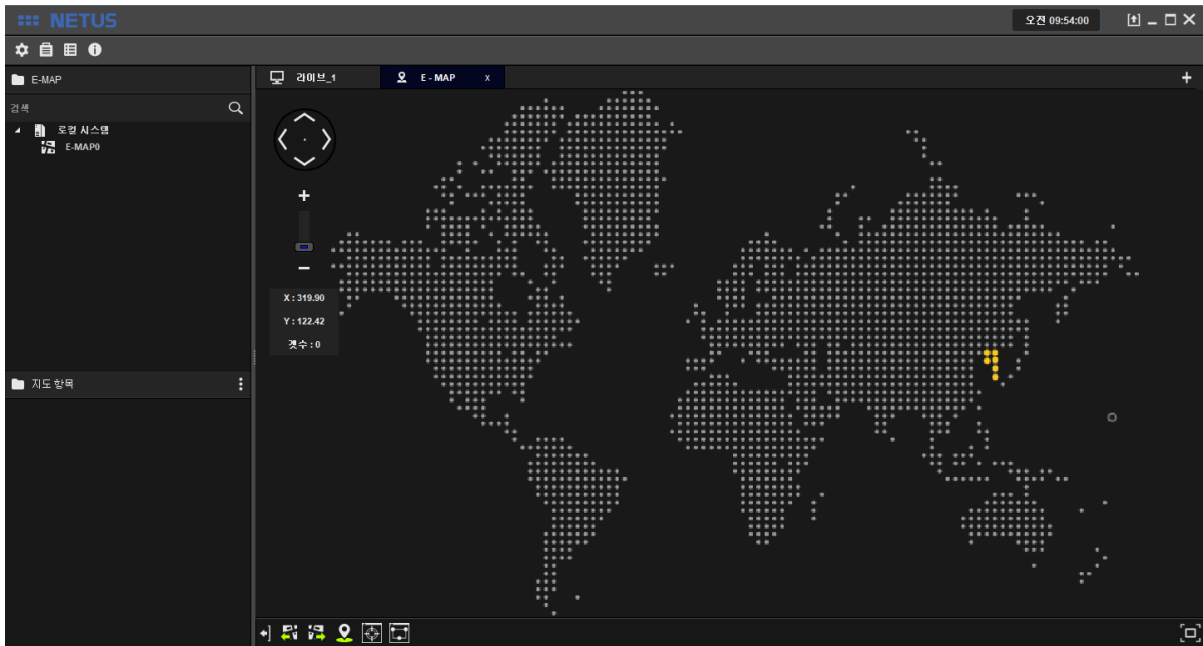 NETUS
오전 09:54:00
E-MAP
라이브_1
E - MAP
x
검색
로컬 시스템
E-MAP0
X : 319.90
Y : 122.42
겟수 : 0
지도 항목